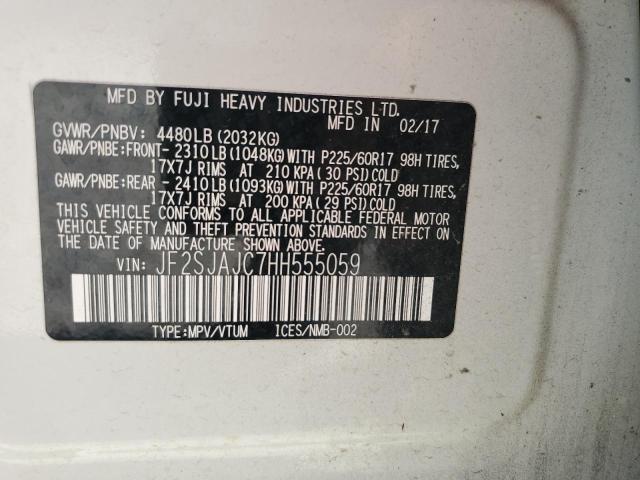 MFD BY FUJI HEAVY INDUSTRIES LTD.
MFD IN 02/17
GVWR/PNBV: 4480LB(2032KG)
GAWR/PNBE:FRONT-2310LB(1048KG)WITH P225/60R17 98H TIRES,
17X7J RIMS AT 210 KPA(30 PSI)COLD
GAWR/PNBE:REAR -2410LB(1093KG)WITH P225/60R17 98H TIRES,
17X7J RIMS AT 200 KPA(29 PSI)COLD
THIS VEHICLE CONFORMS TO ALL APPLICABLE FEDERAL MOTOR
VEHICLE SAFETY AND THEFT PREVENTION STANDARDS IN EFFECT
ON THE DATE OF MANUFACTURE SHOWN ABOVE.
VIN: JF2SJAJC7HH555059
TYPE:MPV/VTUM ICES/NMB-002